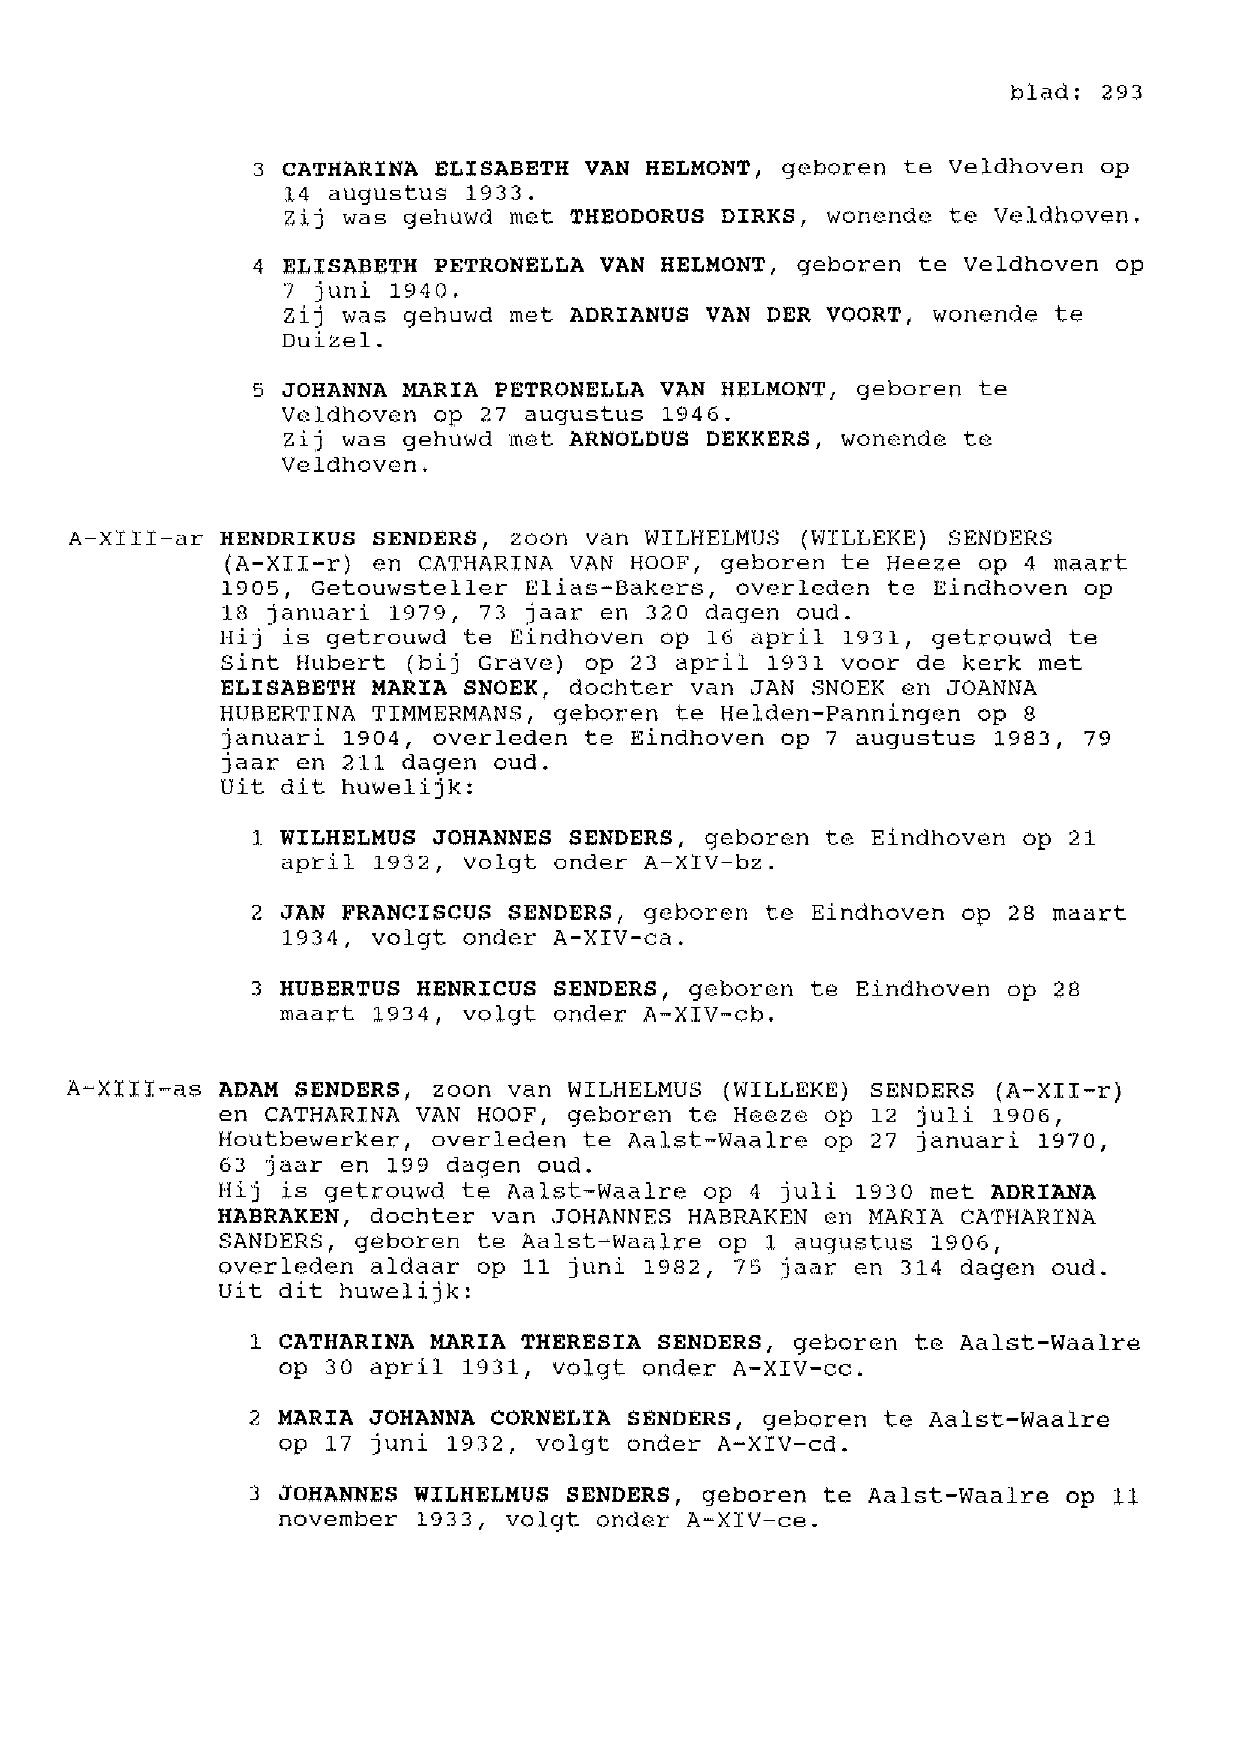 blad: 293
3 CATHARINA ELISABETH VAN HELMONT, geboren te Veldhoven op
14 augustus 1933.
Zij was gehuwd met THEODORUS DIRKS, wonende te Veldhoven.
4 ELISABETH PETRONELLA VAN HELMONT, geboren te Veldhoven op
7 juni 1940.
Zij was gehuwd met ADRIANUS VAN DER VOORT, wonende te
Duizel.
5 JOHANNA MARIA PETRONELLA VAN HELMONT, geboren te
Veldhoven op 27 augustus 1946.
Zij was gehuwd met ARNOLDUS DEKKERS, wonende te
Veldhoven.
A-XIII-ar HENDRIKUS SENDERS, zoon van WILHELMUS (WILLEKE) SENDERS
(A-XII-r) en CATHARINA VAN HOOF, geboren te Heeze op 4 maart
1905, Getouwsteller Elias-Bakers, overleden te Eindhoven op
18 januari 1979, 73 jaar en 320 dagen oud.
Hij is getrouwd te Eindhoven op 16 april 1931, getrouwd te
Sint Hubert (bij Grave) op 23 april 1931 voor de kerk met
ELISABETH MARIA SNOEK, dochter van JAN SNOEK en JOANNA
HUBERTINA TIMMERMANS, geboren te Helden-Panningen op 8
januari 1904, overleden te Eindhoven op 7 augustus 1983, 79
jaar en 211 dagen oud.
Uit dit huwelijk:
1 WILHELMUS JOHANNES SENDERS, geboren te Eindhoven op 21
april 1932, volgt onder A-XIV-bz.
2 JAN FRANCISCUS SENDERS, geboren te Eindhoven op 28 maart
1934, volgt onder A-XIV-ca.
3 HUBERTUS HENRICUS SENDERS, geboren te Eindhoven op 28
maart 1934, volgt onder A-XIV-cb.
A-XIII-as ADAM SENDERS, zoon van WILHELMUS (WILLEKE) SENDERS (A-XII-r)
en CATHARINA VAN HOOF, geboren te Heeze op 12 juli 1906,
Houtbewerker, overleden te Aalst-Waalre op 27 januari 1970,
63 jaar en 199 dagen oud.
Hij is getrouwd te Aalst-Waalre op 4 juli 1930 met ADRIANA
HABRAKEN, dochter van JOHANNES HABRAKEN en MARIA CATHARINA
SANDERS, geboren te Aalst-Waalre op 1 augustus 1906,
overleden aldaar op 11 juni 1982, 75 jaar en 314 dagen oud.
Uit dit huwelijk:
1 CATHARINA MARIA THERESIA SENDERS, geboren te Aalst-Waalre
op 30 april 1931, volgt onder A-XIV-cc.
2 MARIA JOHANNA CORNELIA SENDERS, geboren te Aalst-Waalre
op 17 juni 1932, volgt onder A-XIV-cd.
3 JOHANNES WILHELMUS SENDERS, geboren te Aalst-Waalre op 11
november 1933, volgt onder A-XIV-ce.